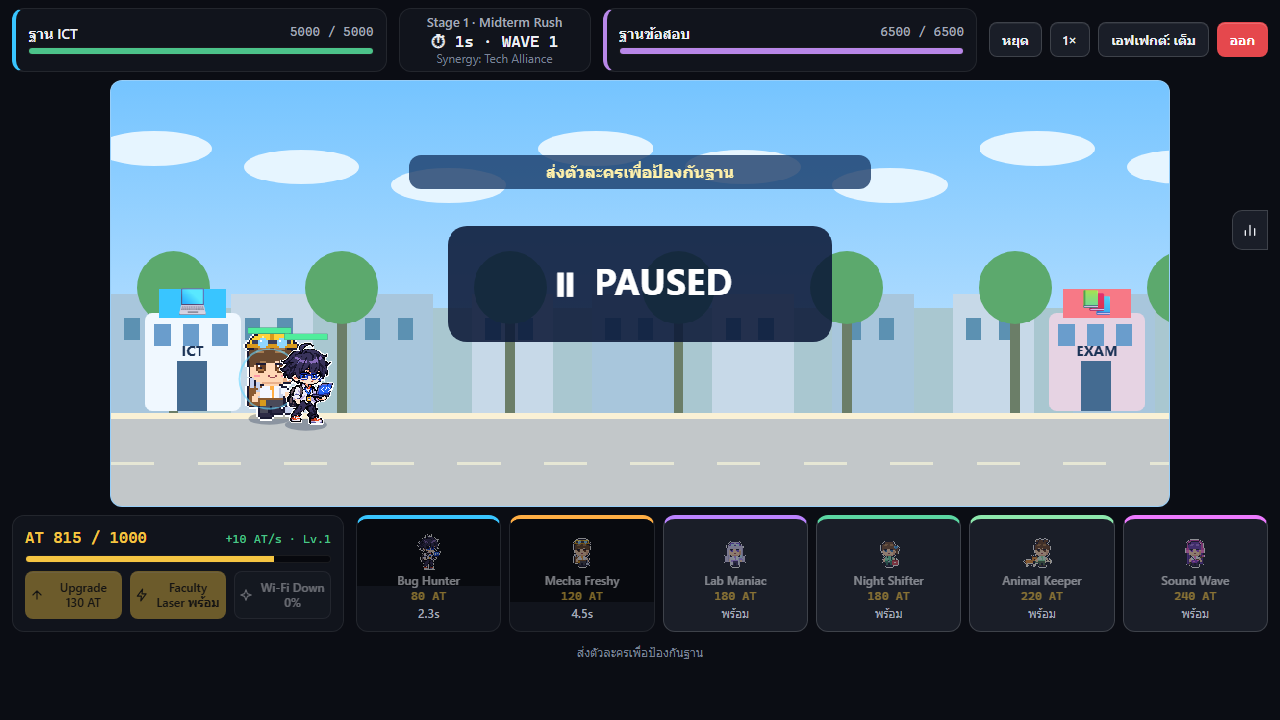 ฐาน ICT
5000 / 5000
Stage 1 · Midterm Rush
⏱ 1s · WAVE 1
Synergy: Tech Alliance
ฐานข้อสอบ
6500 / 6500
หยุด
1×
เอฟเฟกต์: เต็ม
ออก
ส่งตัวละครเพื่อป้องกันฐาน
⏸ PAUSED
ICT
EXAM
AT 815 / 1000
+10 AT/s · Lv.1
Upgrade
130 AT
Faculty
Laser พร้อม
Wi-Fi Down
0%
Bug Hunter
80 AT
2.3s
Mecha Freshy
120 AT
4.5s
Lab Maniac
180 AT
พร้อม
Night Shifter
180 AT
พร้อม
Animal Keeper
220 AT
พร้อม
Sound Wave
240 AT
พร้อม
ส่งตัวละครเพื่อป้องกันฐาน